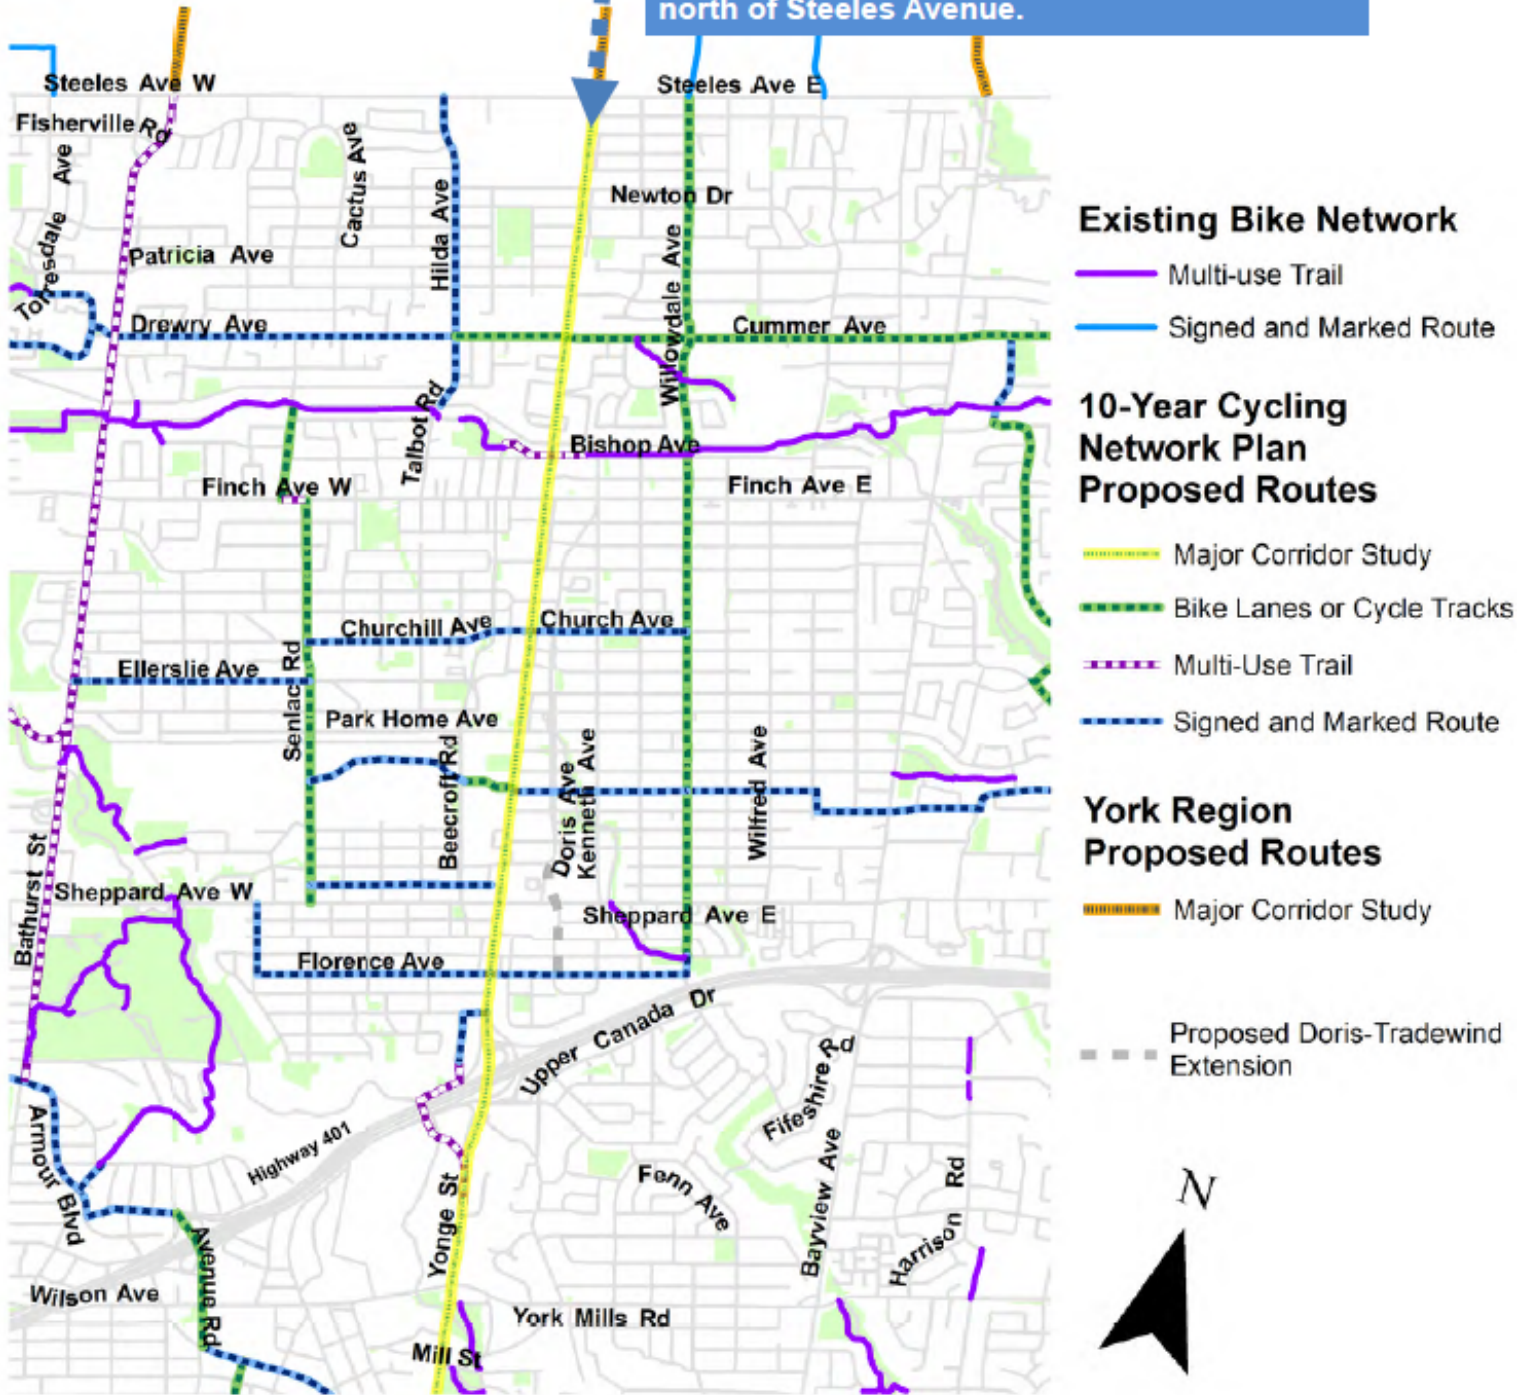 north of Steeles Avenue.
Steeles Ave W
Steeles Ave E
Fisherville Rd
Torresdale Ave
Cactus Ave
Hilda Ave
Newton Dr
Patricia Ave
Willowdale Ave
Drewry Ave
Cummer Ave
Talbot Rd
Bishop Ave
Finch Ave W
Finch Ave E
Churchill Ave
Church Ave
Ellerslie Ave
Senlac Rd
Park Home Ave
Beecroft Rd
Doris Ave
Kenneth Ave
Wilfred Ave
Bathurst St
Sheppard Ave W
Sheppard Ave E
Florence Ave
Upper Canada Dr
Fifeshire Rd
Armour Blvd
Highway 401
Yonge St
Fenn Ave
Bayview Ave
Harrison Rd
Avenue Rd
Wilson Ave
York Mills Rd
Mill St
Existing Bike Network
Multi-use Trail
Signed and Marked Route
10-Year Cycling
Network Plan
Proposed Routes
Major Corridor Study
Bike Lanes or Cycle Tracks
Multi-Use Trail
Signed and Marked Route
York Region
Proposed Routes
Major Corridor Study
Proposed Doris-Tradewind
Extension
N